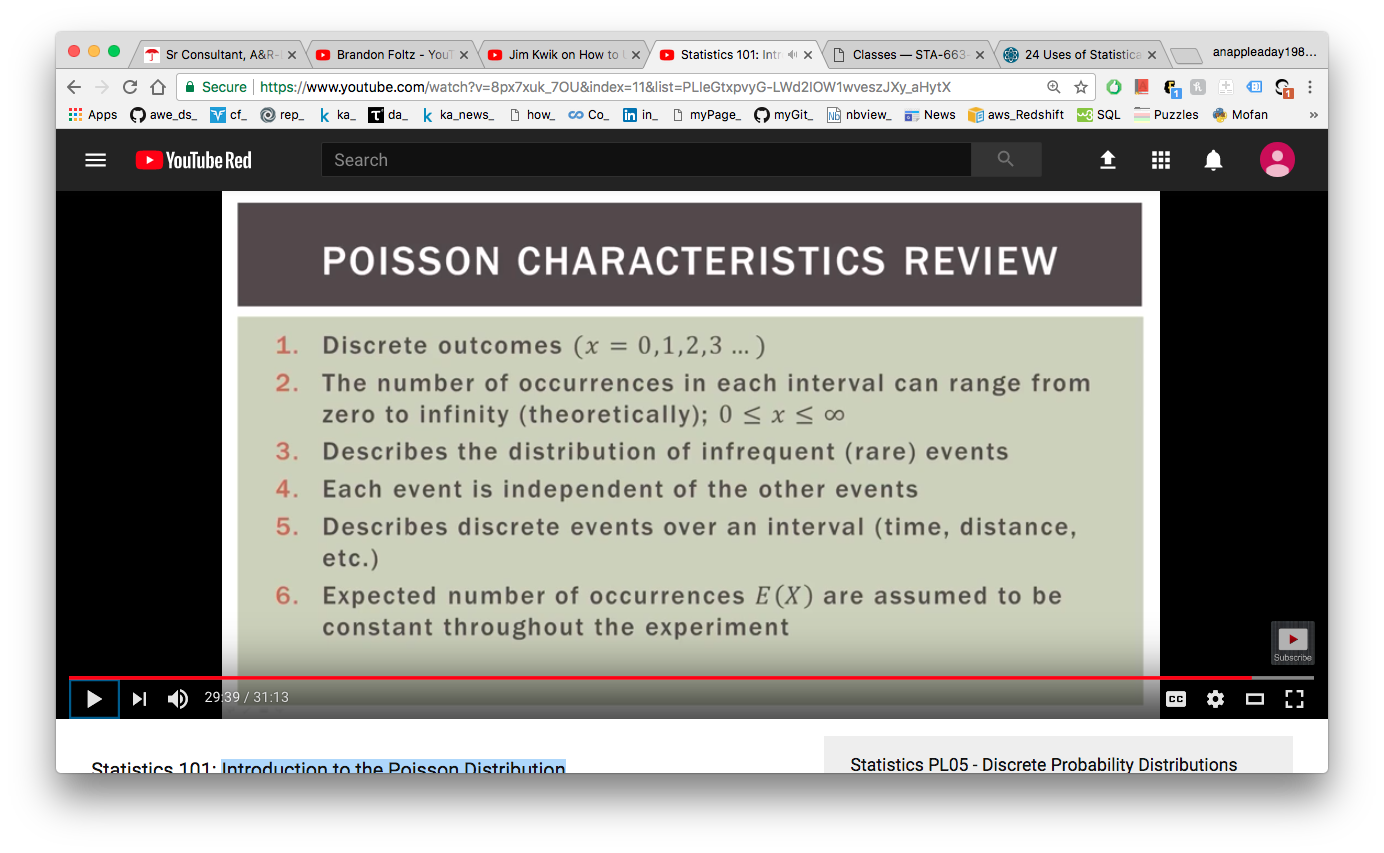 Sr Consultant, A&R-
Brandon Foltz - YouT
Jim Kwik on How to U
Statistics 101: Intr
Classes — STA-663-
24 Uses of Statistica
anappleaday198...
Secure https://www.youtube.com/watch?v=8px7xuk_7OU&index=11&list=PLIeGtxpvyG-LWd2IOW1wveszJXy_aHytX
1
1
Apps awe_ds_ cf_ rep_ ka_ da_ ka_news_ how_ Co_ in_ myPage_ myGit_ nbview_ News aws_Redshift SQL Puzzles Mofan »
YouTube Red
Search
POISSON CHARACTERISTICS REVIEW
1. Discrete outcomes (x = 0,1,2,3 … )
2. The number of occurrences in each interval can range from
zero to infinity (theoretically); 0 ≤ x ≤ ∞
3. Describes the distribution of infrequent (rare) events
4. Each event is independent of the other events
5. Describes discrete events over an interval (time, distance,
etc.)
6. Expected number of occurrences E(X) are assumed to be
constant throughout the experiment
Subscribe
29:39 / 31:13
CC
Statistics 101: Introduction to the Poisson Distribution
Statistics PL05 - Discrete Probability Distributions